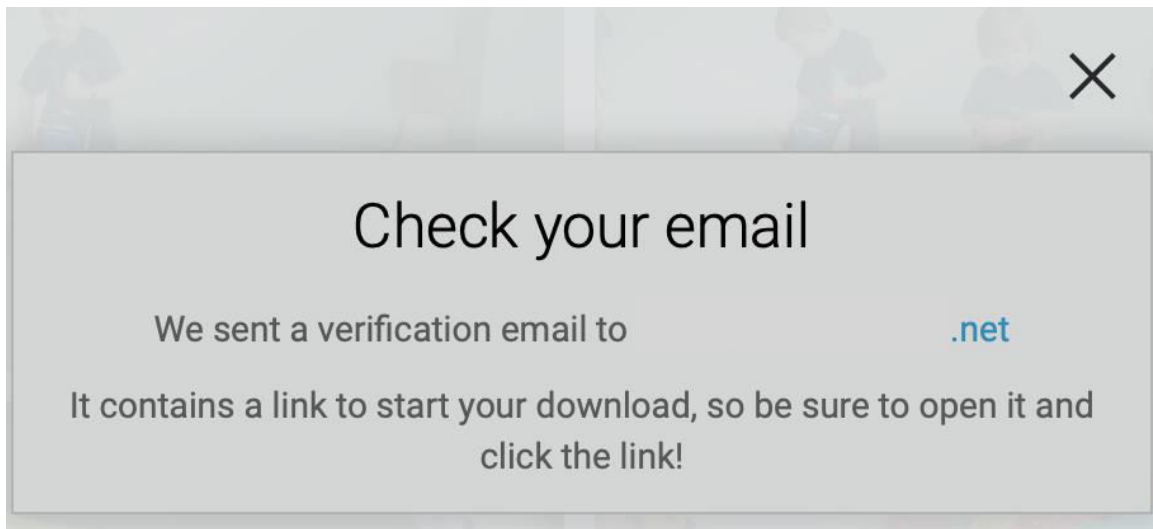 Check your email
We sent a verification email to .net
It contains a link to start your download, so be sure to open it and
click the link!